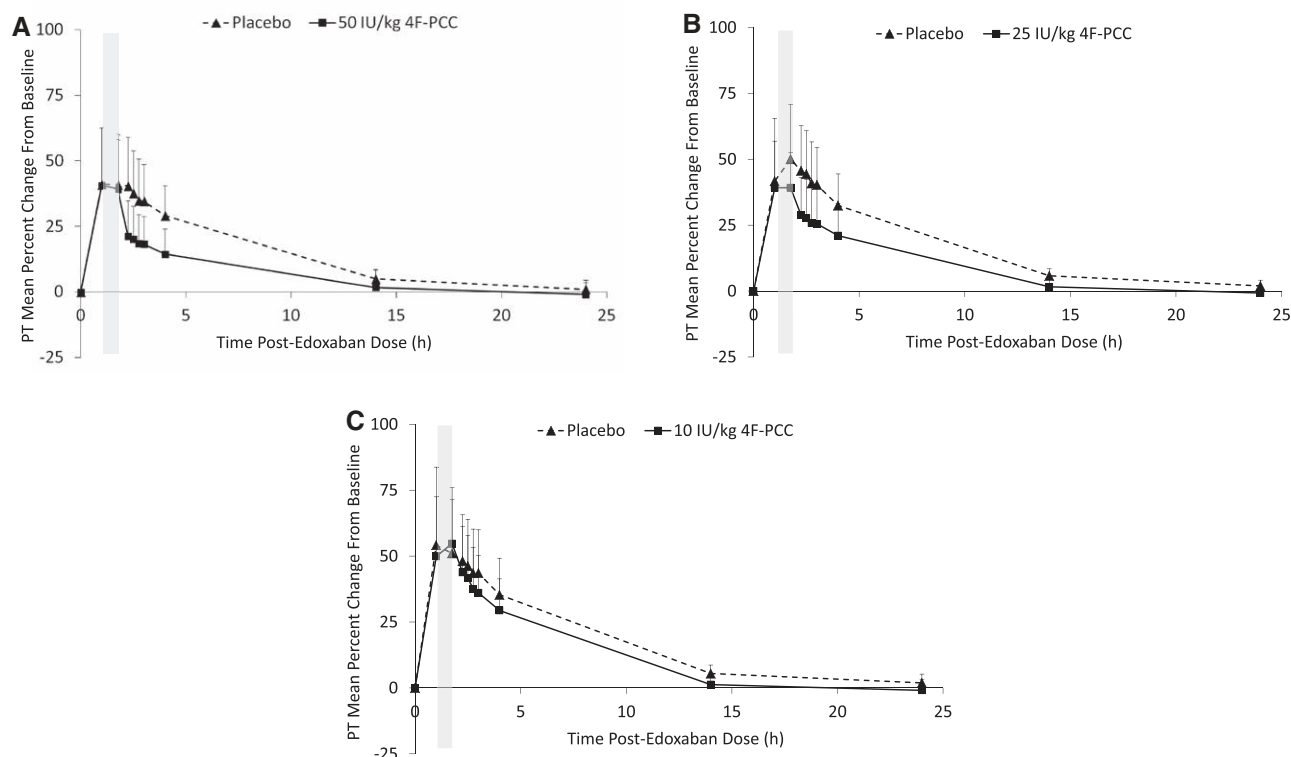 A
Placebo
50 IU/kg 4F-PCC
PT Mean Percent Change From Baseline
100
75
50
25
0
-25
0
5
10
15
20
25
Time Post-Edoxaban Dose (h)
B
Placebo
25 IU/kg 4F-PCC
PT Mean Percent Change From Baseline
100
75
50
25
0
-25
0
5
10
15
20
25
Time Post-Edoxaban Dose (h)
C
Placebo
10 IU/kg 4F-PCC
PT Mean Percent Change From Baseline
100
75
50
25
0
-25
0
5
10
15
20
25
Time Post-Edoxaban Dose (h)